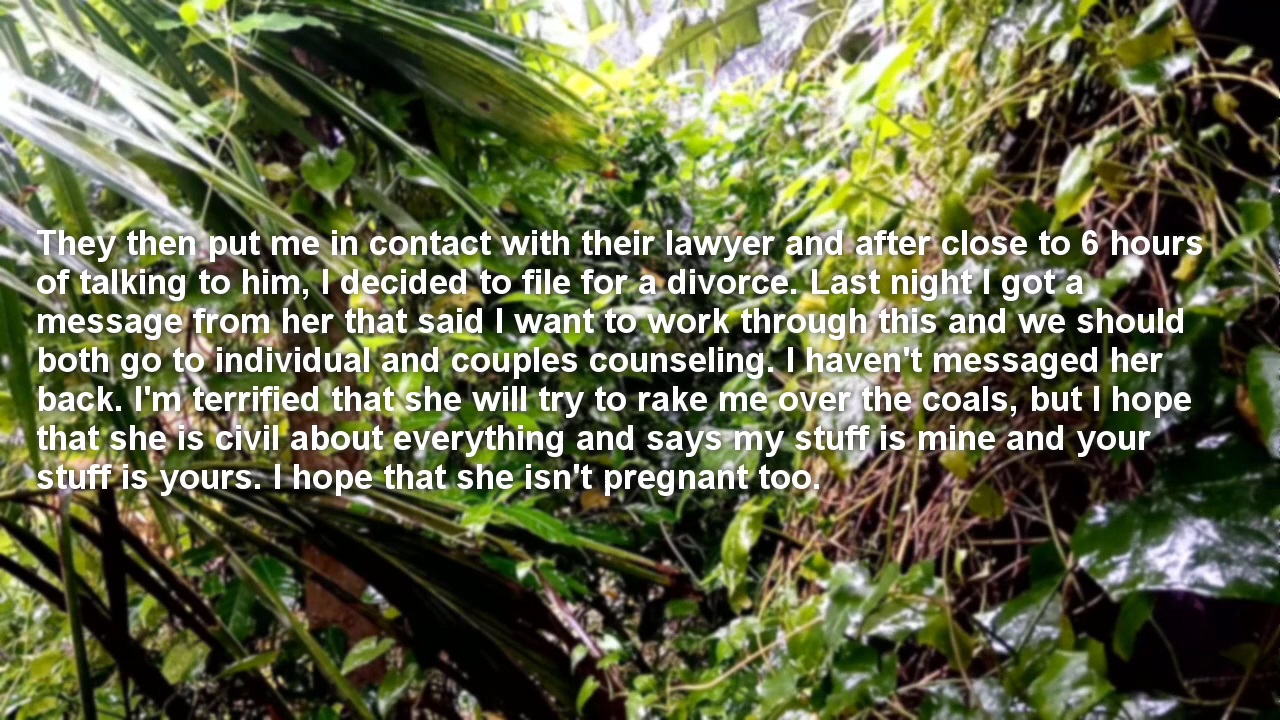 They then put me in contact with their lawyer and after close to 6 hours
of talking to him, I decided to file for a divorce. Last night I got a
message from her that said I want to work through this and we should
both go to individual and couples counseling. I haven't messaged her
back. I'm terrified that she will try to rake me over the coals, but I hope
that she is civil about everything and says my stuff is mine and your
stuff is yours. I hope that she isn't pregnant too.